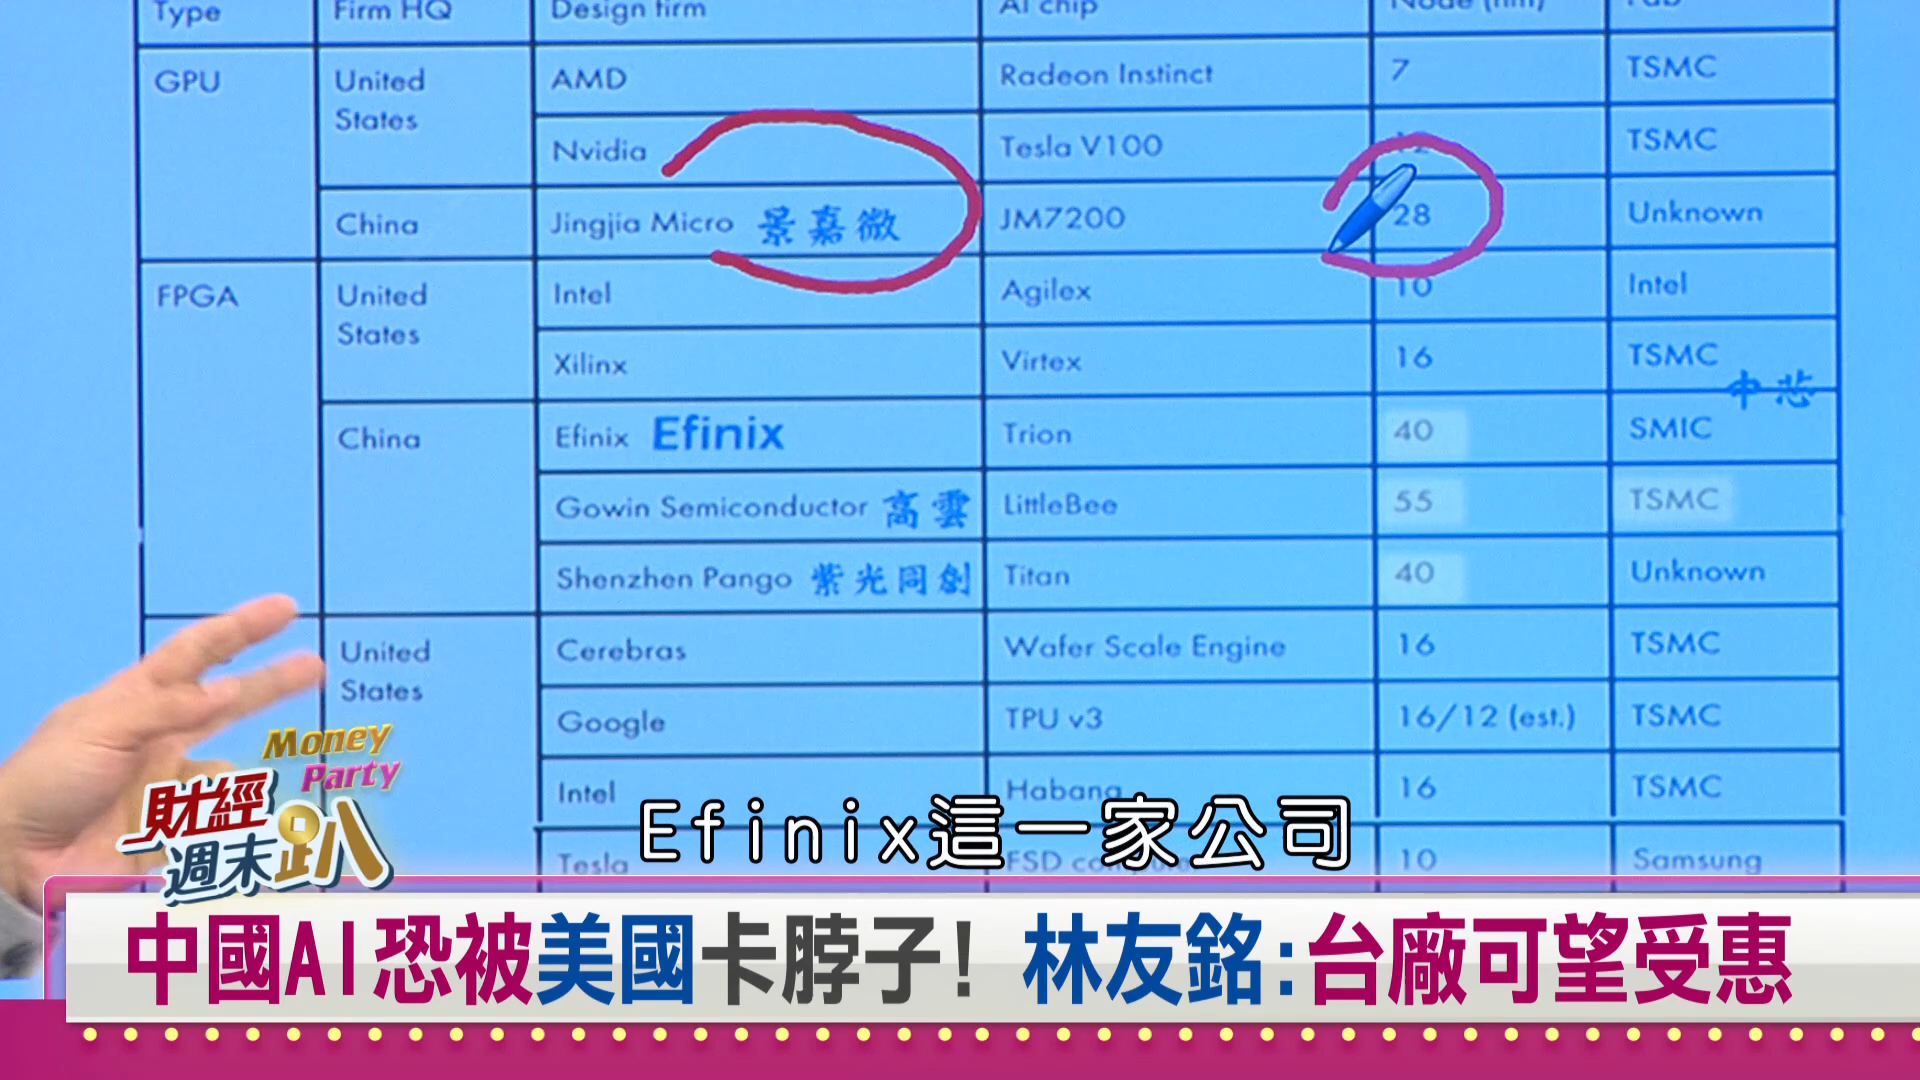 Type Firm HQ Design firm AI chip Node (nm) Fab
GPU United States AMD Radeon Instinct 7 TSMC
Nvidia Tesla V100 12 TSMC
China Jingjia Micro 景嘉微 JM7200 28 Unknown
FPGA United States Intel Agilex 10 Intel
Xilinx Virtex 16 TSMC
中芯
China Efinix Efinix Trion 40 SMIC
Gowin Semiconductor 高雲 LittleBee 55 TSMC
Shenzhen Pango 紫光同創 Titan 40 Unknown
United States Cerebras Wafer Scale Engine 16 TSMC
Google TPU v3 16/12 (est.) TSMC
Intel Habana 16 TSMC
Tesla FSD 10 Samsung
Efinix這一家公司
Money Party
財經週末趴
中國AI恐被美國卡脖子! 林友銘:台廠可望受惠